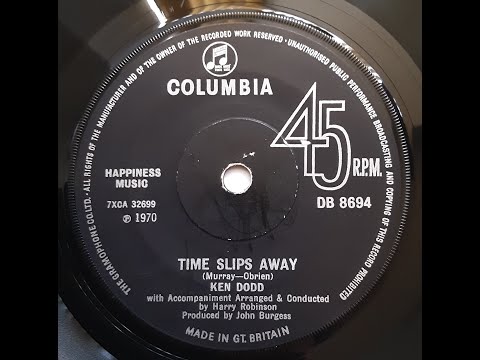 ALL RIGHTS OF THE MANUFACTURER AND OF THE OWNER OF THE RECORDED WORK RESERVED · UNAUTHORISED PUBLIC PERFORMANCE BROADCASTING AND COPYING OF THIS RECORD PROHIBITED
COLUMBIA
45
R.P.M.
HAPPINESS
MUSIC
7XCA 32699
℗ 1970
DB 8694
TIME SLIPS AWAY
(Murray—Obrien)
KEN DODD
with Accompaniment Arranged & Conducted
by Harry Robinson
Produced by John Burgess
THE GRAMOPHONE CO. LTD.
MADE IN GT. BRITAIN